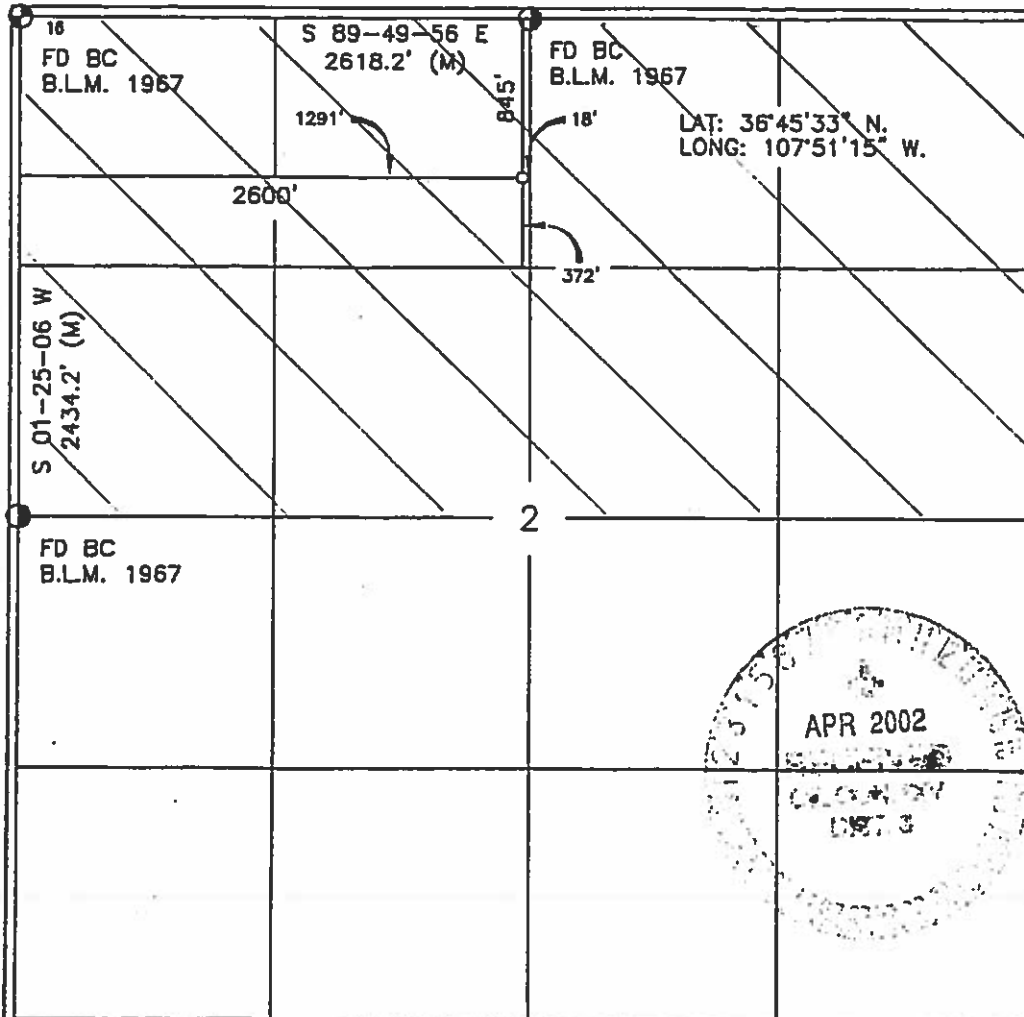 16
FD BC
B.L.M. 1967
S 89-49-56 E
2618.2' (M)
845'
FD BC
B.L.M. 1967
1291'
18'
LAT: 36°45'33" N.
LONG: 107°51'15" W.
2600'
372'
S 01-25-06 W
2434.2' (M)
2
FD BC
B.L.M. 1967
APR 2002